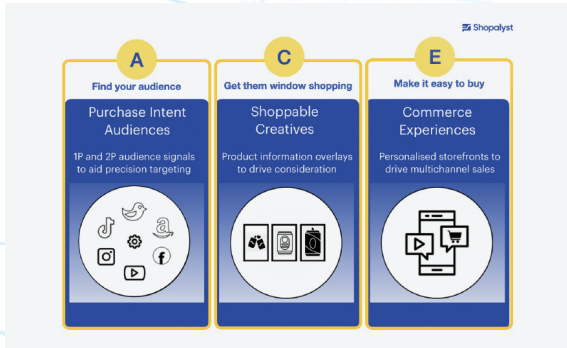 Shopalyst
A
Find your audience
Purchase Intent
Audiences
1P and 2P audience signals
to aid precision targeting
C
Get them window shopping
Shoppable
Creatives
Product information overlays
to drive consideration
E
Make it easy to buy
Commerce
Experiences
Personalised storefronts to
drive multichannel sales